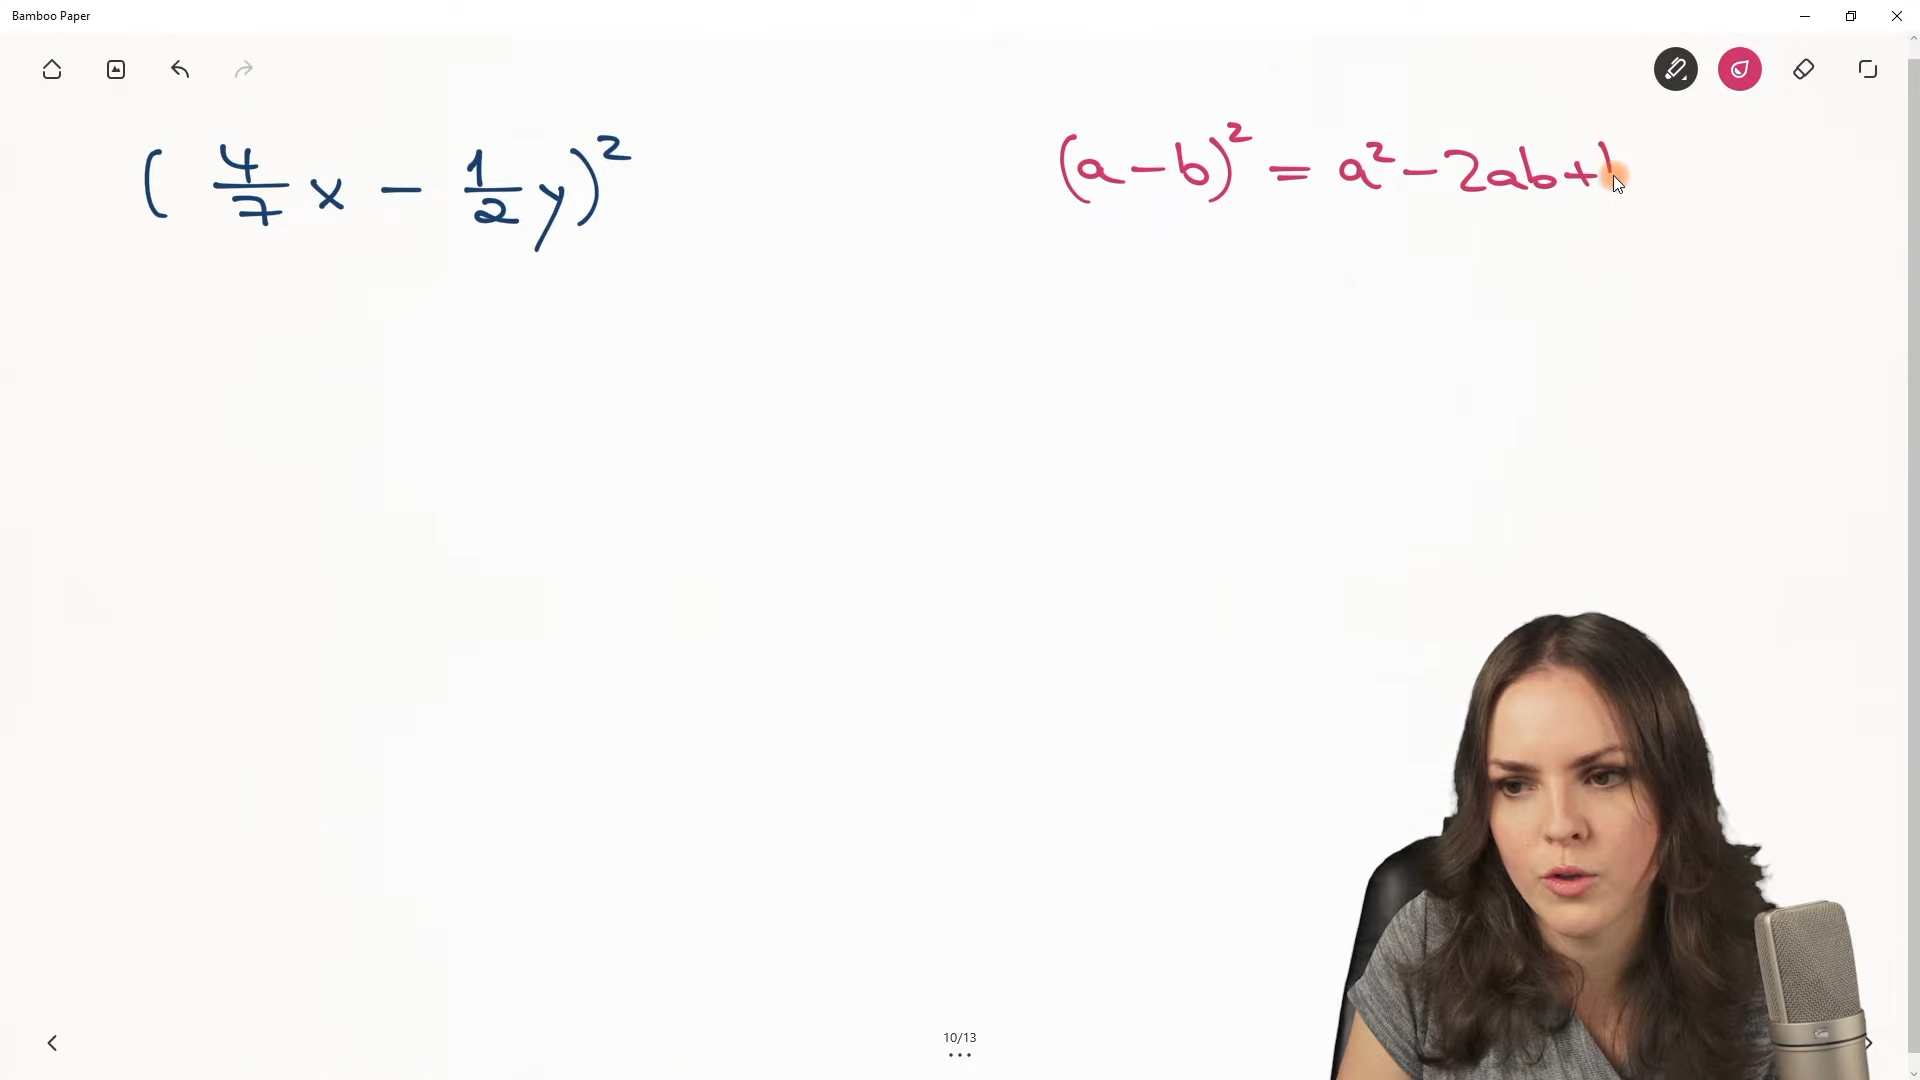 Bamboo Paper
( 4/7 x - 1/2 y)²
(a-b)² = a²-2ab+
10/13